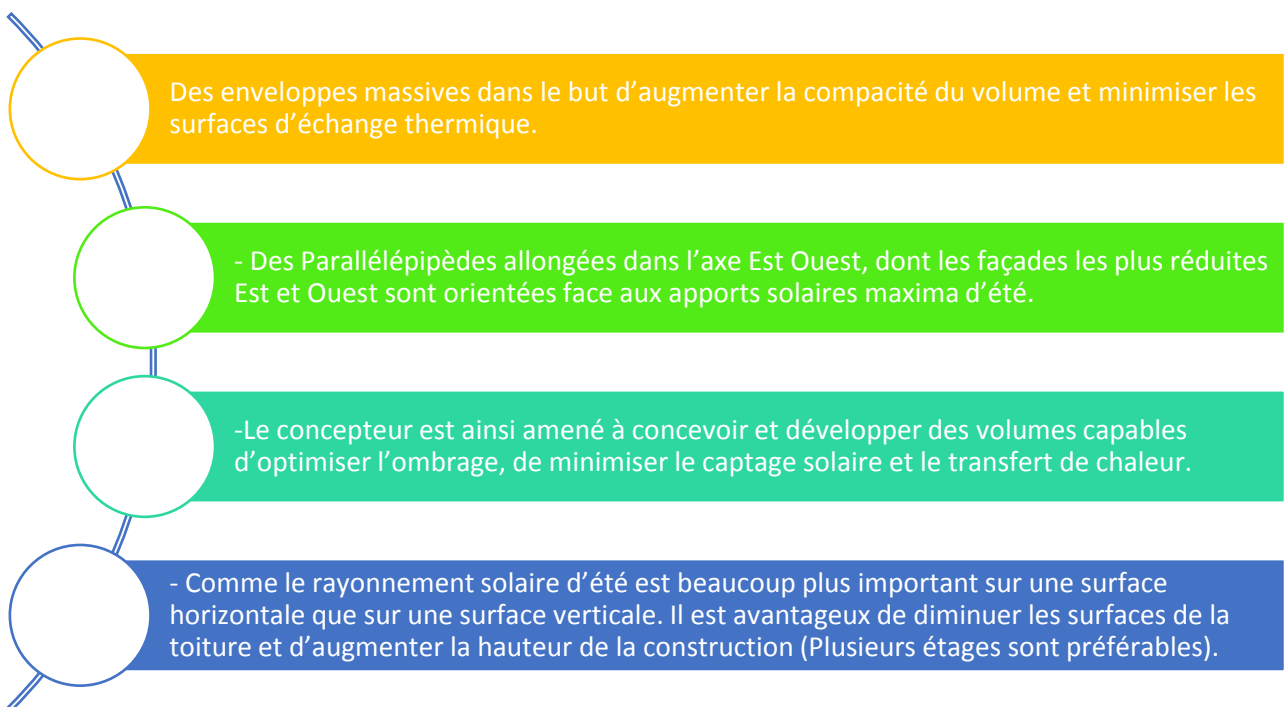 Des enveloppes massives dans le but d’augmenter la compacité du volume et minimiser les
surfaces d’échange thermique.
- Des Parallélépipèdes allongées dans l’axe Est Ouest, dont les façades les plus réduites
Est et Ouest sont orientées face aux apports solaires maxima d’été.
-Le concepteur est ainsi amené à concevoir et développer des volumes capables
d’optimiser l’ombrage, de minimiser le captage solaire et le transfert de chaleur.
- Comme le rayonnement solaire d’été est beaucoup plus important sur une surface
horizontale que sur une surface verticale. Il est avantageux de diminuer les surfaces de la
toiture et d’augmenter la hauteur de la construction (Plusieurs étages sont préférables).